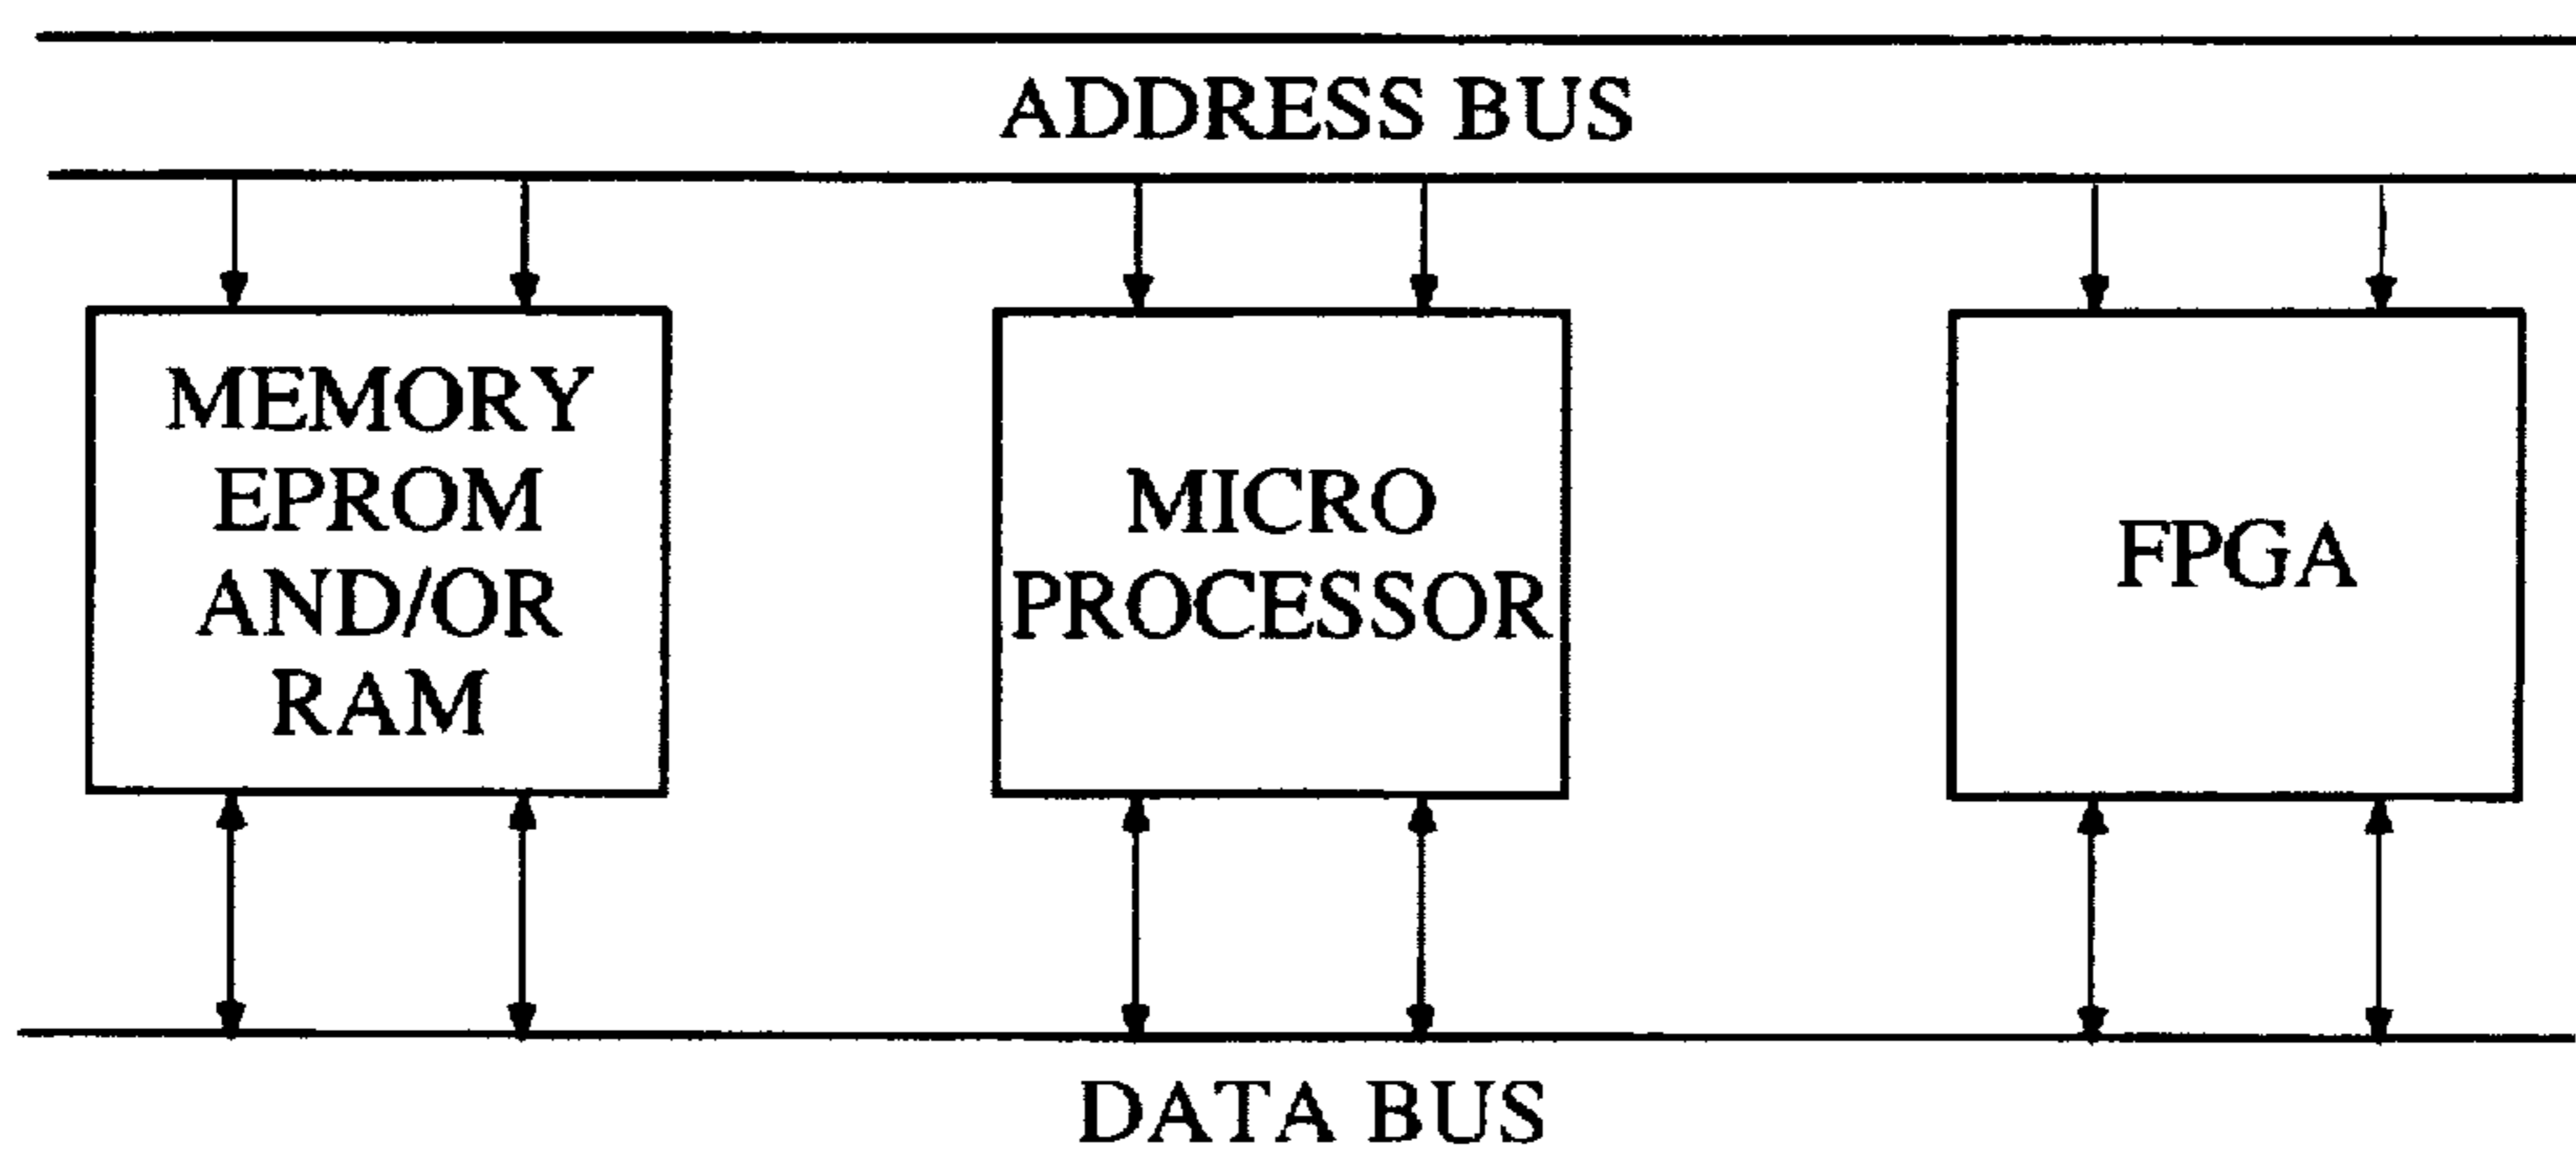 ADDRESS BUS
MEMORY
EPROM
AND/OR
RAM
MICRO
PROCESSOR
FPGA
DATA BUS